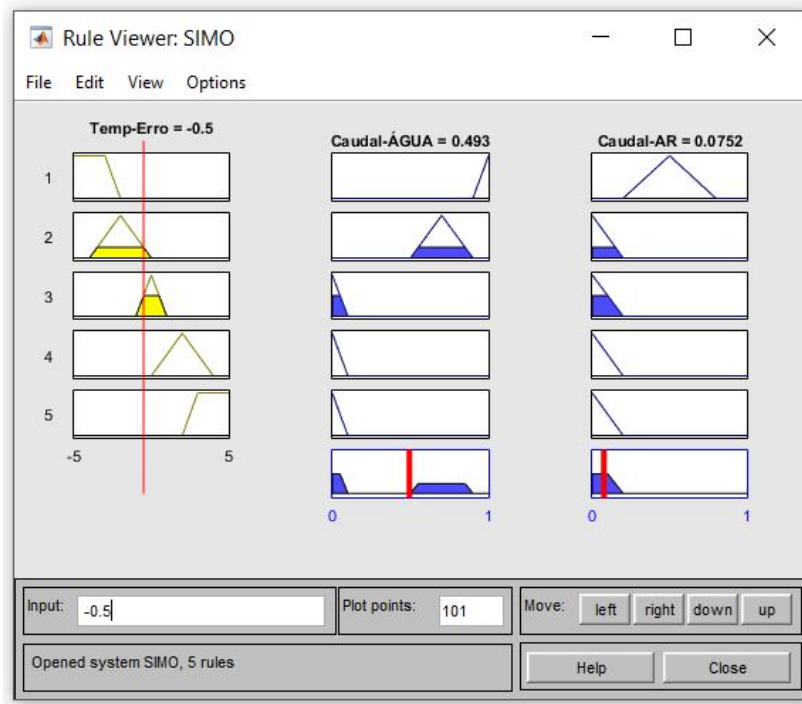 Rule Viewer: SIMO
File Edit View Options
Temp-Erro = -0.5
Caudal-ÁGUA = 0.493
Caudal-AR = 0.0752
1
2
3
4
5
-5 5
0 1
0 1
Input: -0.5
Plot points: 101
Move: left right down up
Opened system SIMO, 5 rules
Help Close